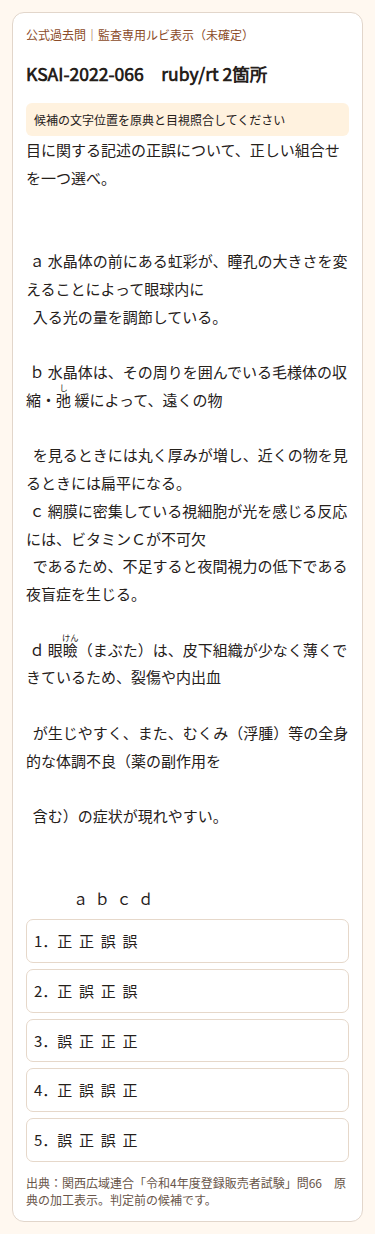 公式過去問｜監査専用ルビ表示（未確定）
KSAI-2022-066　ruby/rt 2箇所
候補の文字位置を原典と目視照合してください
目に関する記述の正誤について、正しい組合せ
を一つ選べ。
ａ 水晶体の前にある虹彩が、瞳孔の大きさを変
えることによって眼球内に
入る光の量を調節している。
ｂ 水晶体は、その周りを囲んでいる毛様体の収
し
縮・弛 緩によって、遠くの物
を見るときには丸く厚みが増し、近くの物を見
るときには扁平になる。
ｃ 網膜に密集している視細胞が光を感じる反応
には、ビタミンＣが不可欠
であるため、不足すると夜間視力の低下である
夜盲症を生じる。
けん
ｄ 眼瞼（まぶた）は、皮下組織が少なく薄くで
きているため、裂傷や内出血
が生じやすく、また、むくみ（浮腫）等の全身
的な体調不良（薬の副作用を
含む）の症状が現れやすい。
ａ ｂ ｃ ｄ
1．正 正 誤 誤
2．正 誤 正 誤
3．誤 正 正 正
4．正 誤 誤 正
5．誤 正 誤 正
出典：関西広域連合「令和4年度登録販売者試験」問66　原
典の加工表示。判定前の候補です。